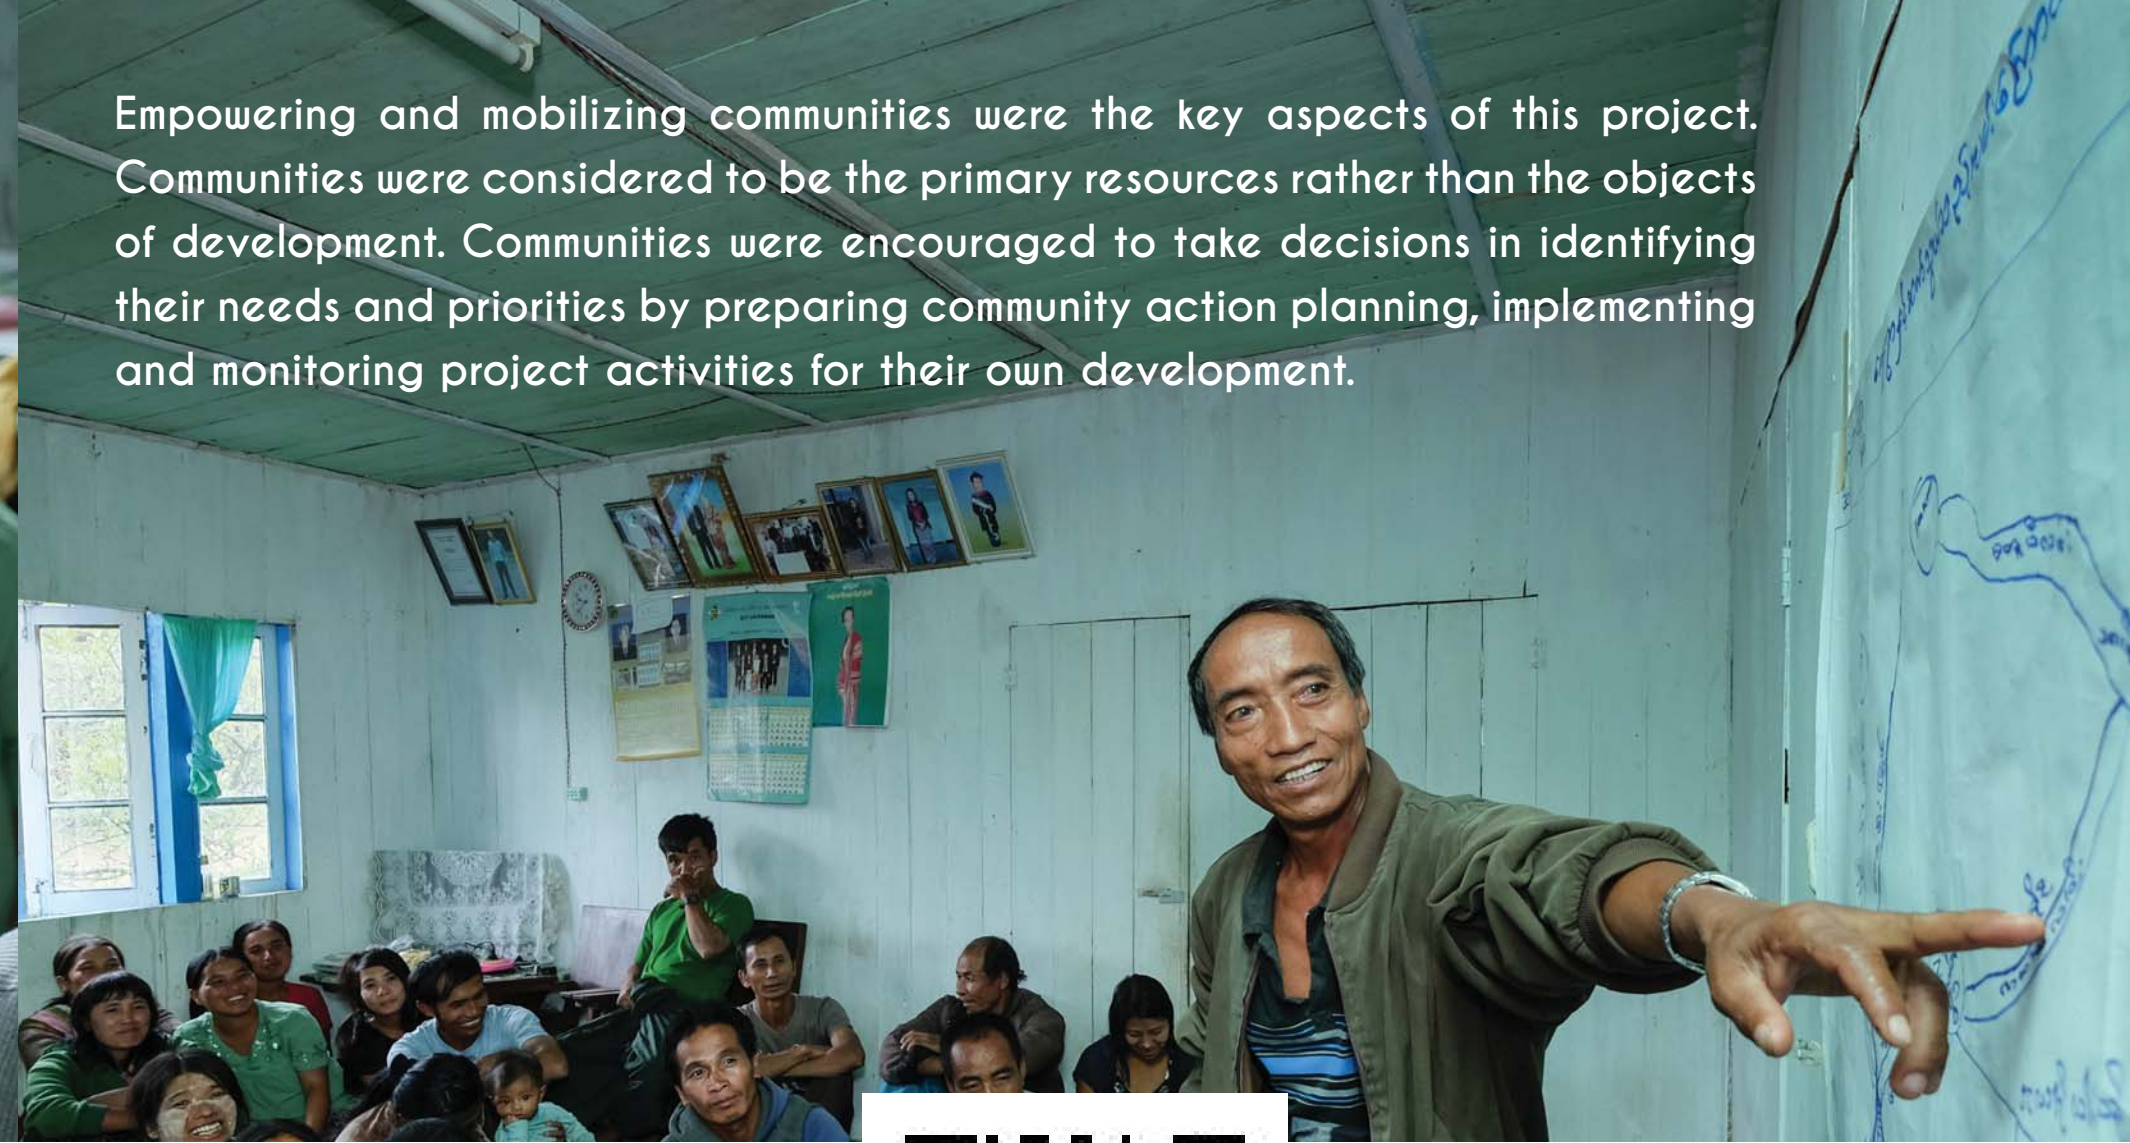 Empowering and mobilizing communities were the key aspects of this project.
Communities were considered to be the primary resources rather than the objects
of development. Communities were encouraged to take decisions in identifying
their needs and priorities by preparing community action planning, implementing
and monitoring project activities for their own development.